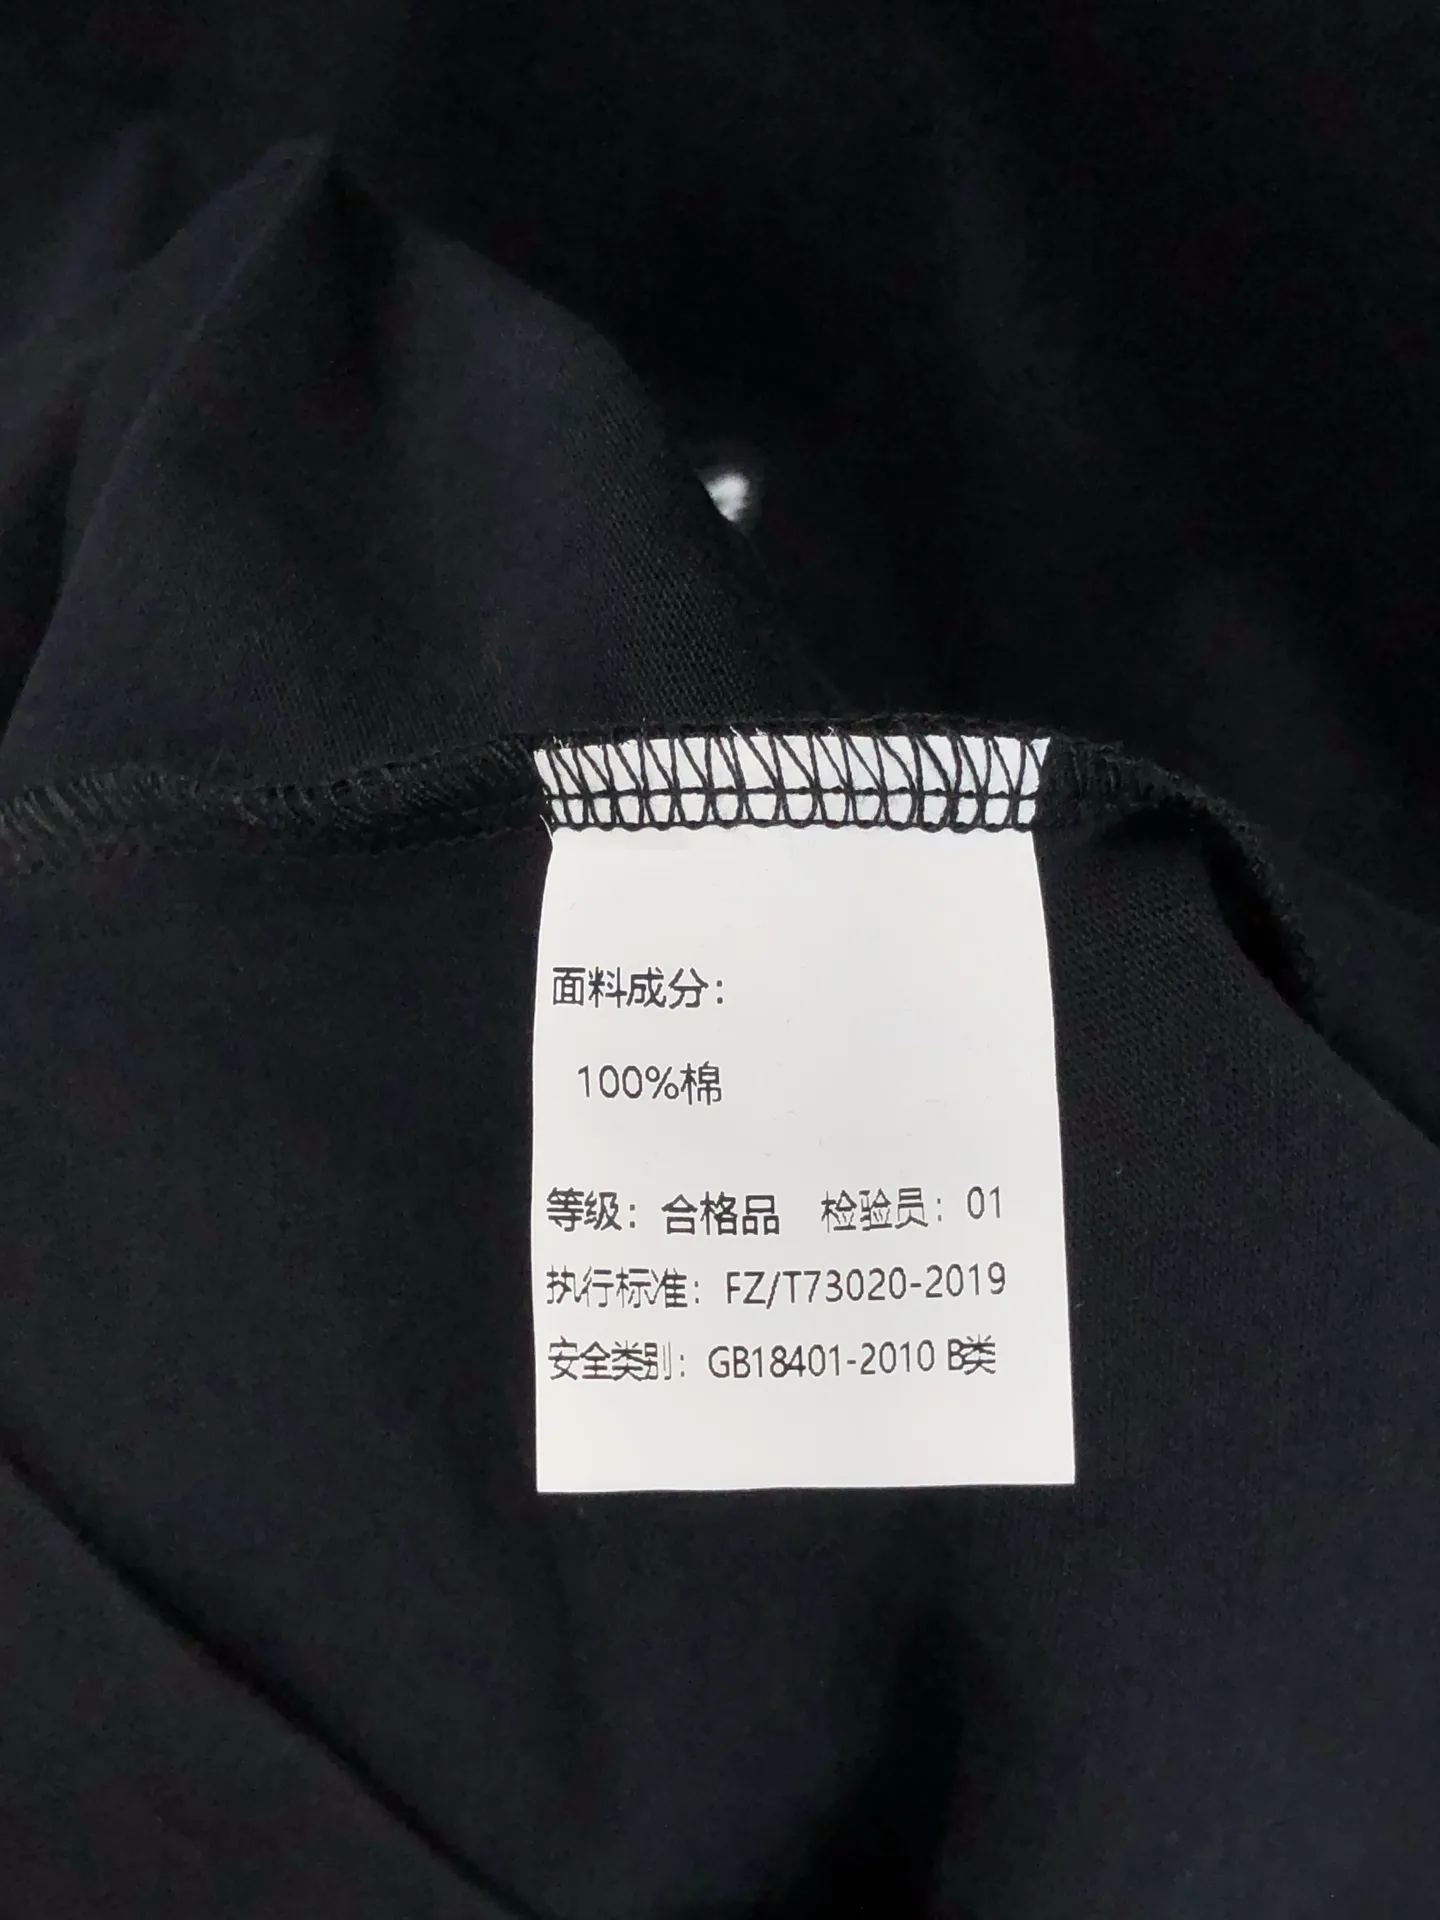 面料成分：
100%棉
等级：合格品 检验员：01
执行标准：FZ/T73020-2019
安全类别：GB18401-2010 B类